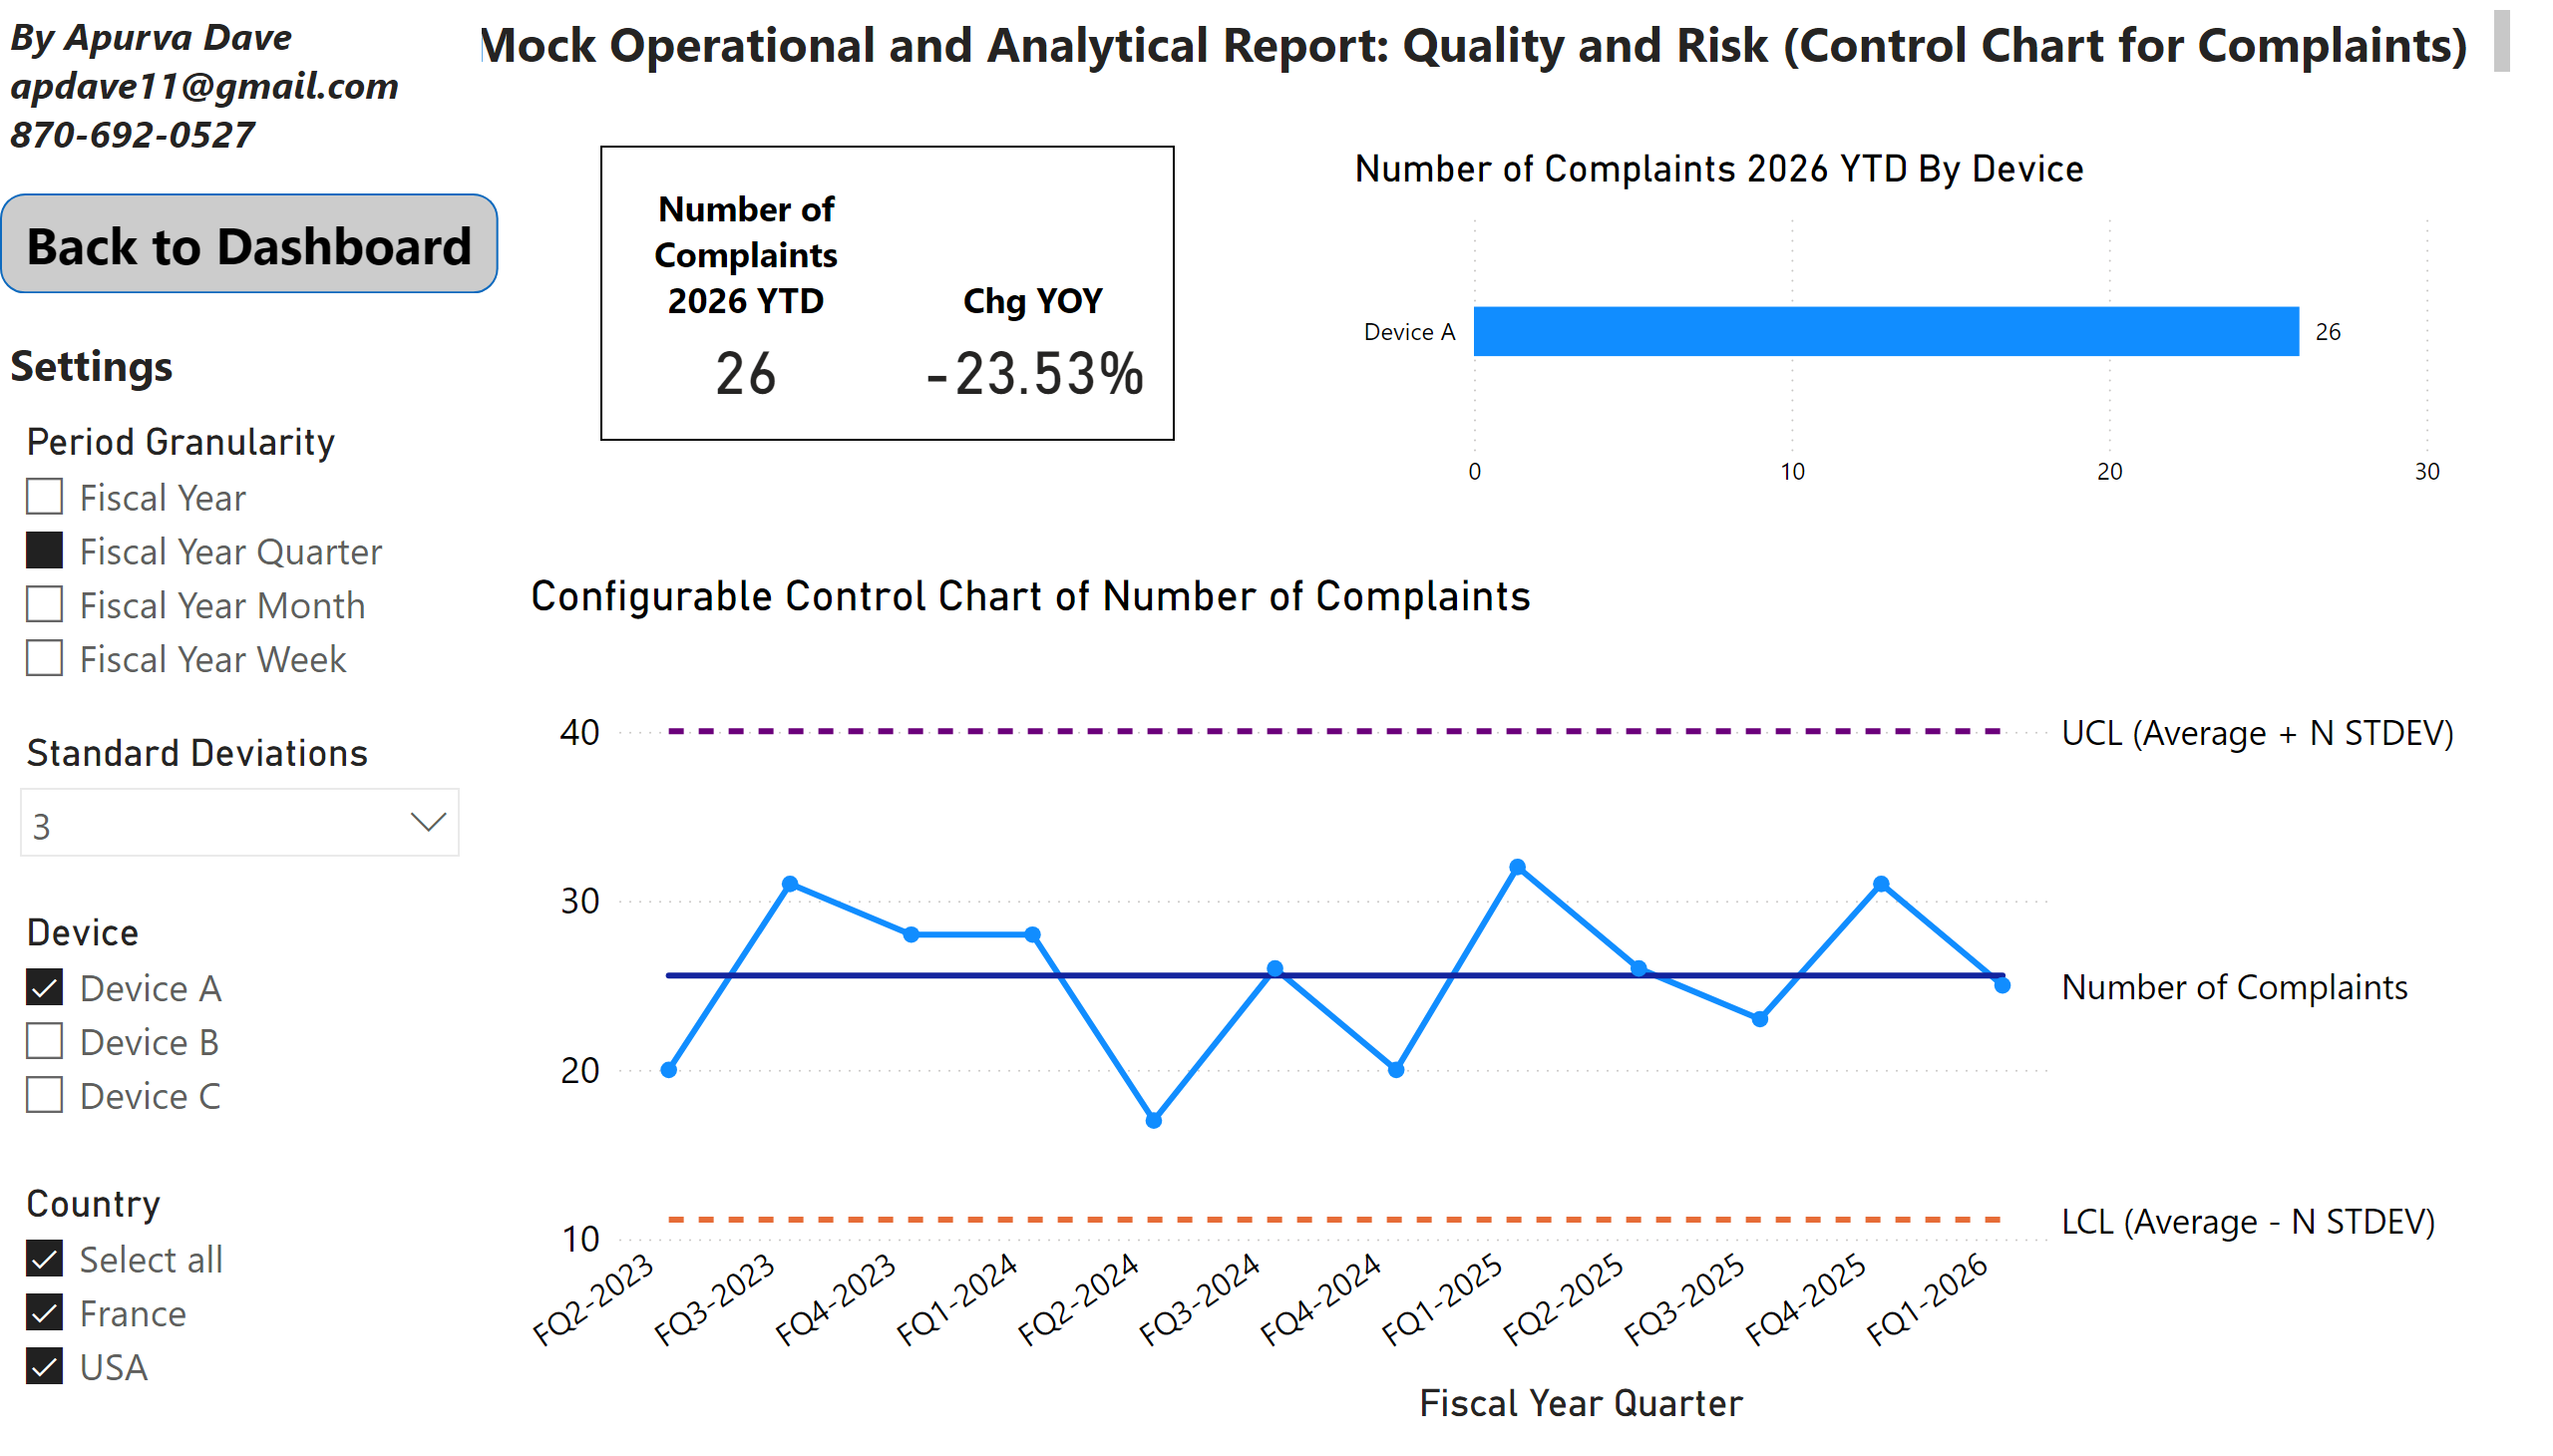 By Apurva Dave
apdave11@gmail.com
870-692-0527
Mock Operational and Analytical Report: Quality and Risk (Control Chart for Complaints)
Back to Dashboard
Settings
Period Granularity
Fiscal Year
Fiscal Year Quarter
Fiscal Year Month
Fiscal Year Week
Standard Deviations
3
Device
Device A
Device B
Device C
Country
Select all
France
USA
Number of
Complaints
2026 YTD
26
Chg YOY
-23.53%
Number of Complaints 2026 YTD By Device
Device A
26
0
10
20
30
Configurable Control Chart of Number of Complaints
40
30
20
10
UCL (Average + N STDEV)
Number of Complaints
LCL (Average - N STDEV)
FQ2-2023
FQ3-2023
FQ4-2023
FQ1-2024
FQ2-2024
FQ3-2024
FQ4-2024
FQ1-2025
FQ2-2025
FQ3-2025
FQ4-2025
FQ1-2026
Fiscal Year Quarter